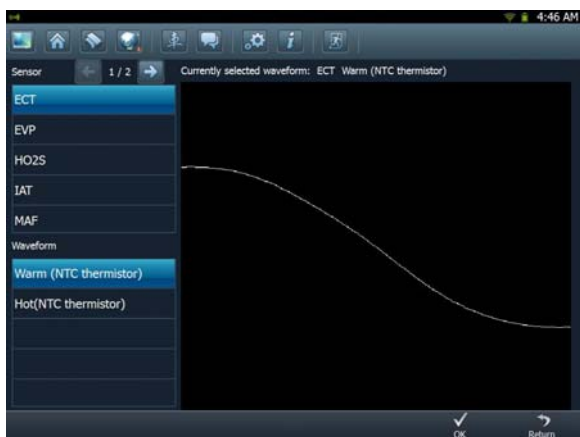 4:46 AM
Sensor 1 / 2 Currently selected waveform: ECT Warm (NTC thermistor)
ECT
EVP
HO2S
IAT
MAF
Waveform
Warm (NTC thermistor)
Hot(NTC thermistor)
OK Return